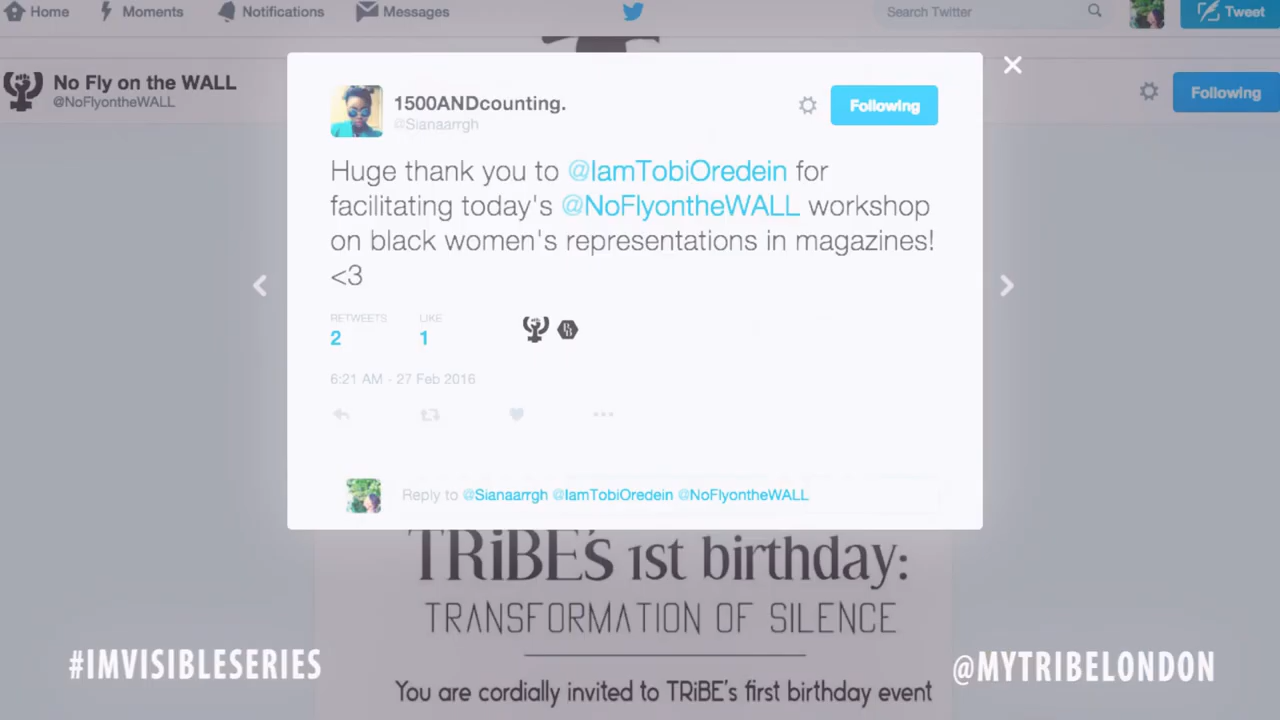 Home Moments Notifications Messages Search Twitter Tweet
No Fly on the WALL
@NoFlyontheWALL
Following
1500ANDcounting.
@Sianaarrgh
Following
Huge thank you to @IamTobiOredein for
facilitating today's @NoFlyontheWALL workshop
on black women's representations in magazines!
<3
RETWEETS LIKE
2 1
6:21 AM - 27 Feb 2016
Reply to @Sianaarrgh @IamTobiOredein @NoFlyontheWALL
TRiBE's 1st birthday:
TRANSFORMATION OF SILENCE
#IMVISIBLESERIES
@MYTRIBELONDON
You are cordially invited to TRiBE's first birthday event